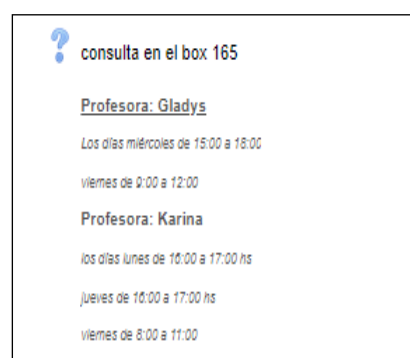 consulta en el box 165
Profesora: Gladys
Los días miércoles de 15:00 a 18:00
viernes de 9:00 a 12:00
Profesora: Karina
los días lunes de 16:00 a 17:00 hs
jueves de 16:00 a 17:00 hs
viernes de 8:00 a 11:00